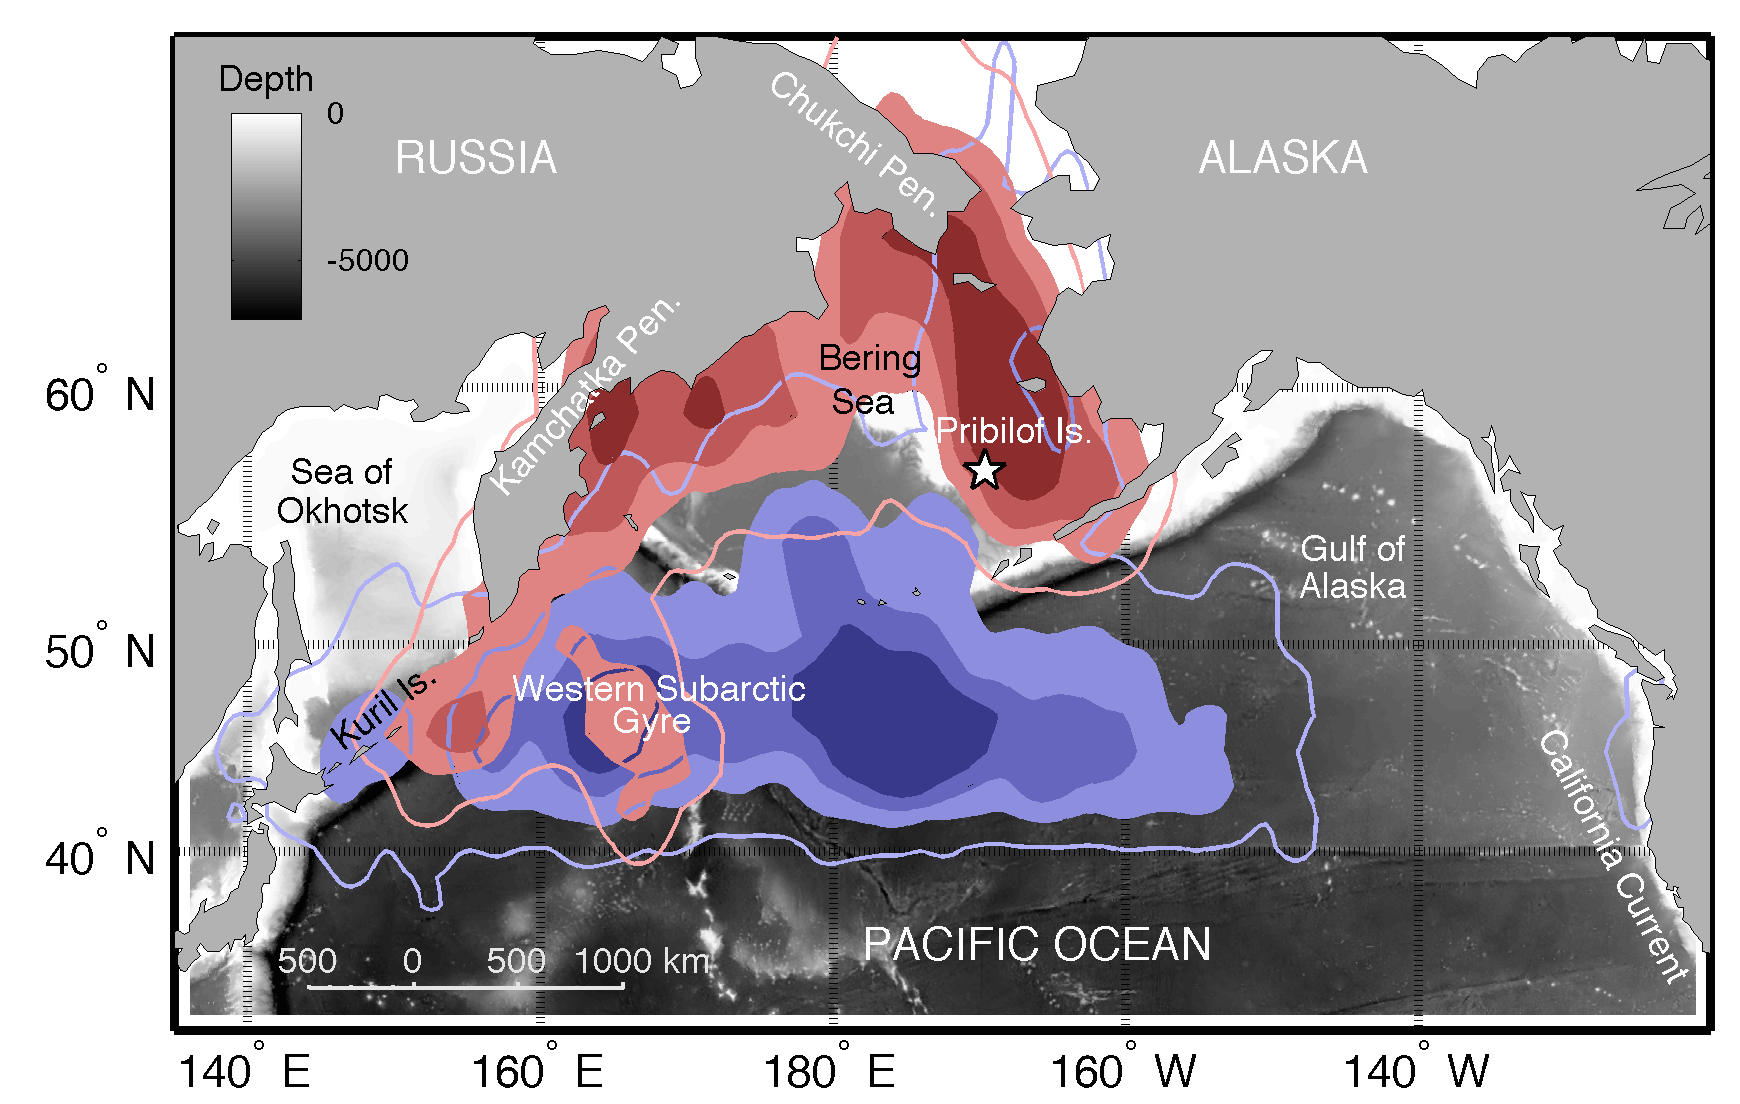 Depth
0
-5000
RUSSIA
Chukchi Pen.
ALASKA
Kamchatka Pen.
Bering
Sea
Pribilof Is.
60° N
Sea of
Okhotsk
Gulf of
Alaska
50° N
Kuril Is.
Western Subarctic
Gyre
California Current
40° N
PACIFIC OCEAN
500 0 500 1000 km
140° E 160° E 180° E 160° W 140° W